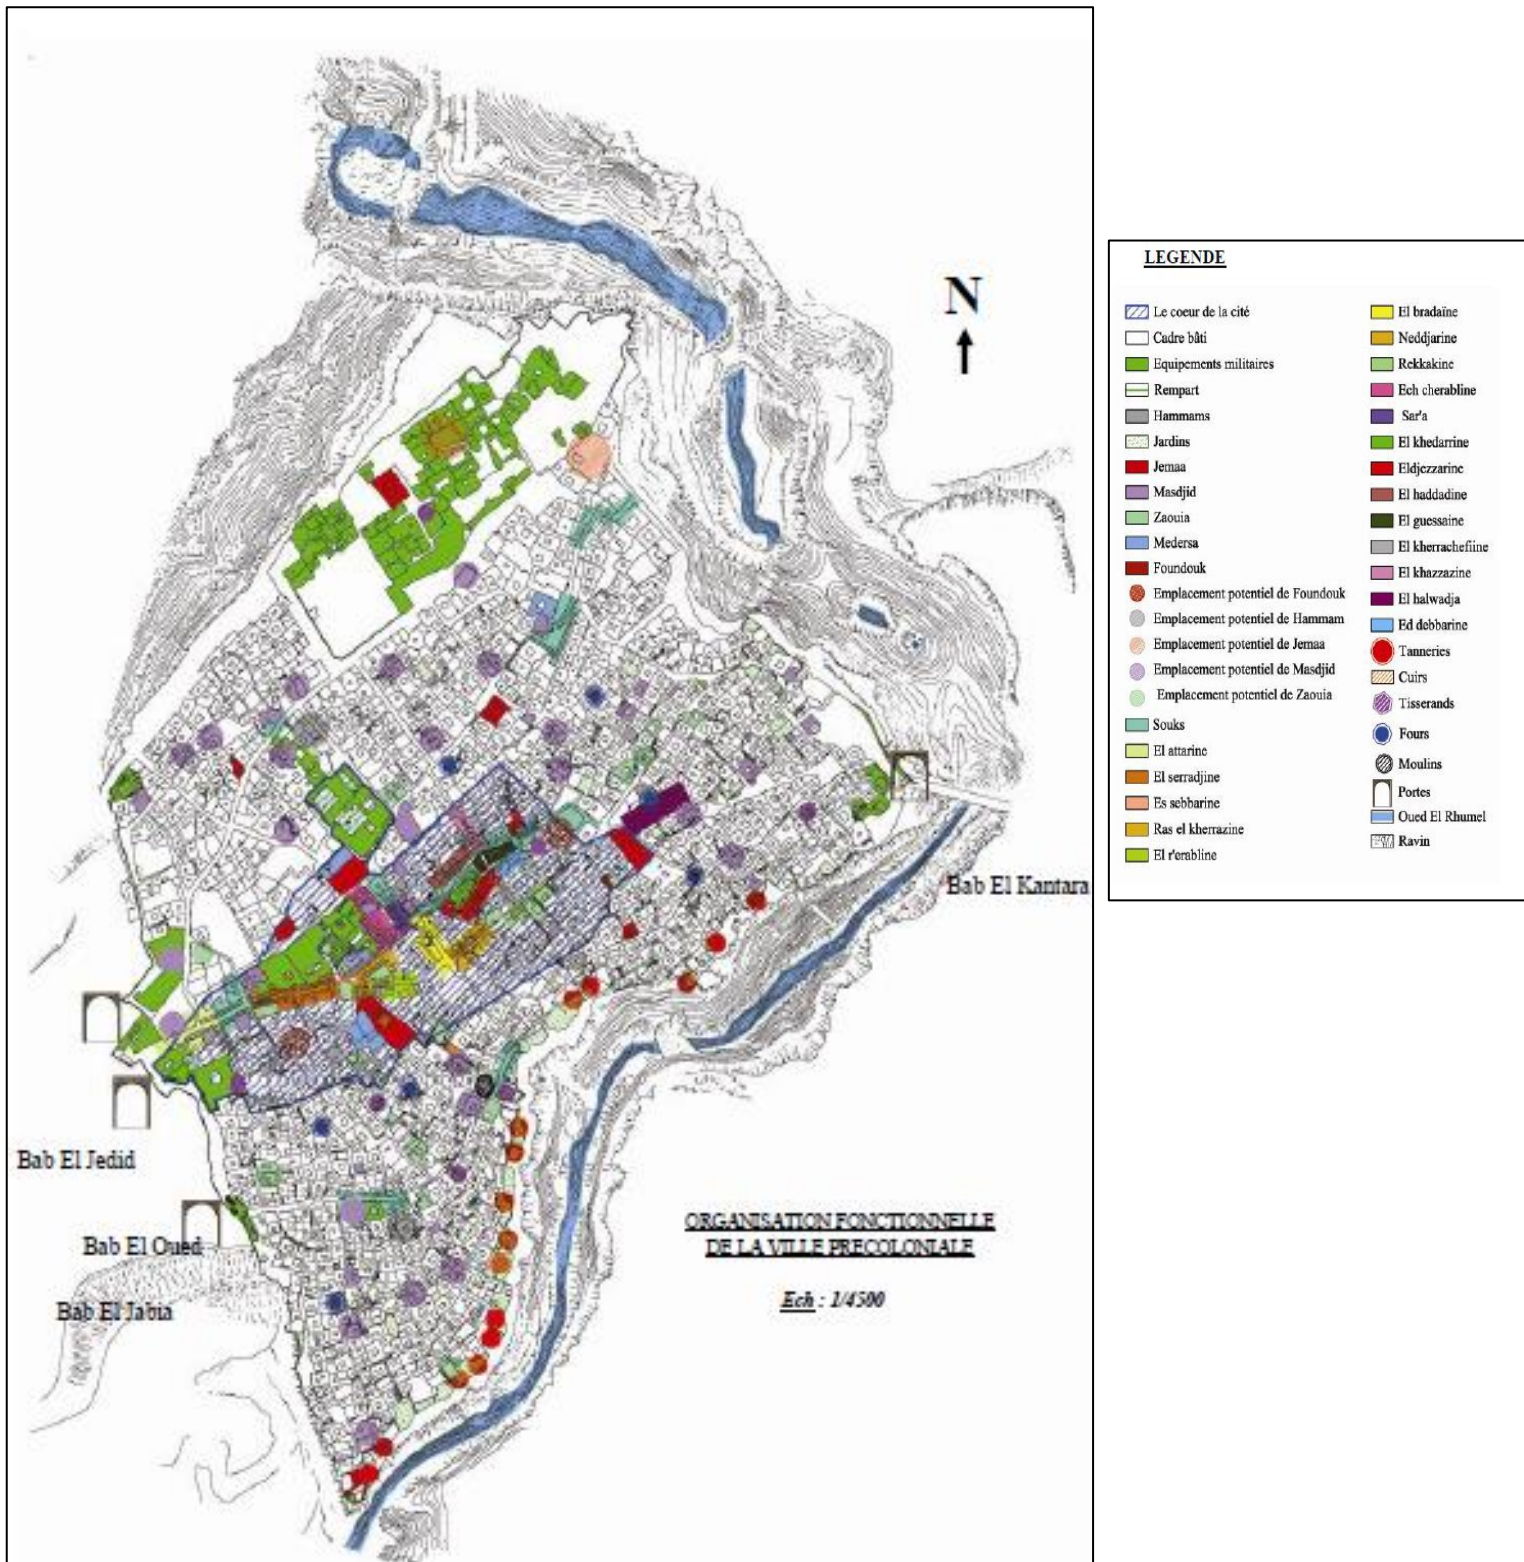 N
Bab El Kantara
Bab El Jedid
Bab El Oued
Bab El Jabia
ORGANISATION FONCTIONNELLE
DE LA VILLE PRECOLONIALE
Ech : 1/4500
LEGENDE
Le coeur de la cité
Cadre bâti
Equipements militaires
Rempart
Hammams
Jardins
Jemaa
Masdjid
Zaouia
Medersa
Foundouk
Emplacement potentiel de Foundouk
Emplacement potentiel de Hammam
Emplacement potentiel de Jemaa
Emplacement potentiel de Masdjid
Emplacement potentiel de Zaouia
Souks
El attarine
El serradjine
Es sebbarine
Ras el kherrazine
El r'erabline
El bradaïne
Neddjarine
Rekkakine
Ech cherabline
Sar'a
El khedarrine
Eldjezzarine
El haddadine
El guessaine
El kherrachefiine
El khazzazine
El halwadja
Ed debbarine
Tanneries
Cuirs
Tisserands
Fours
Moulins
Portes
Oued El Rhumel
Ravin